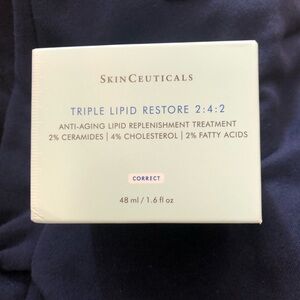 SKINCEUTICALS
TRIPLE LIPID RESTORE 2:4:2
ANTI-AGING LIPID REPLENISHMENT TREATMENT
2% CERAMIDES | 4% CHOLESTEROL | 2% FATTY ACIDS
CORRECT
48 ml / 1.6 fl oz